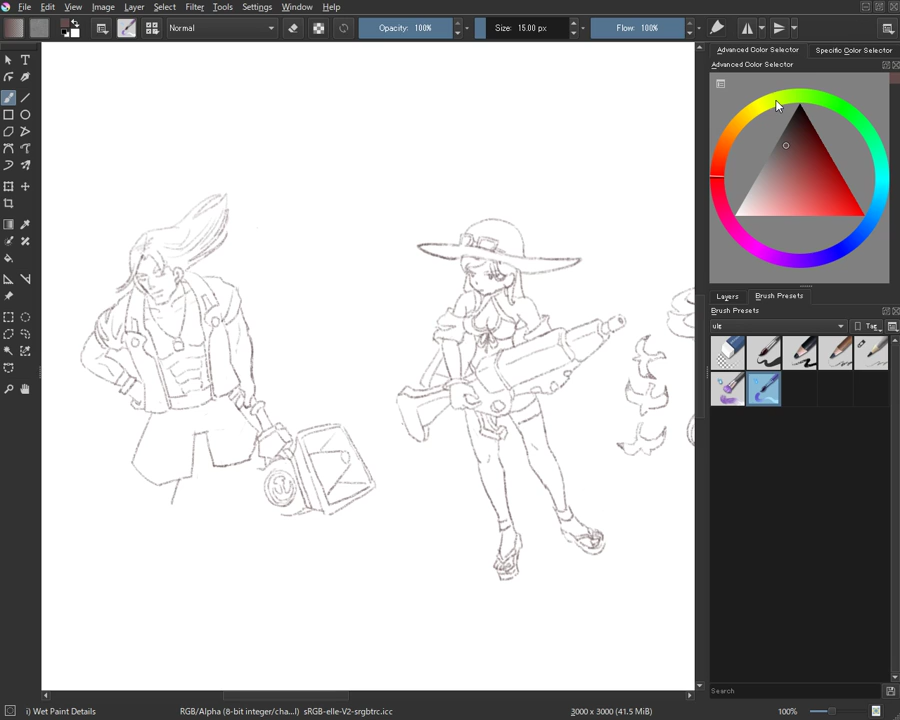 File Edit View Image Layer Select Filter Tools Settings Window Help
Normal Opacity: 100% Size: 15.00 px Flow: 100%
Advanced Color Selector Specific Color Selector
Advanced Color Selector
Layers Brush Presets
Brush Presets
Tag
Search
i) Wet Paint Details RGB/Alpha (8-bit integer/cha...l) sRGB-elle-V2-srgbtrc.icc 3000 x 3000 (41.5 MiB) 100%